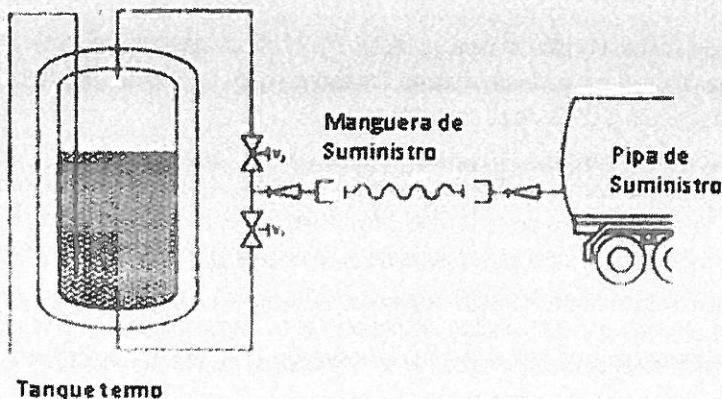 Manguera de
Suministro
Pipa de
Suministro
Tanque termo